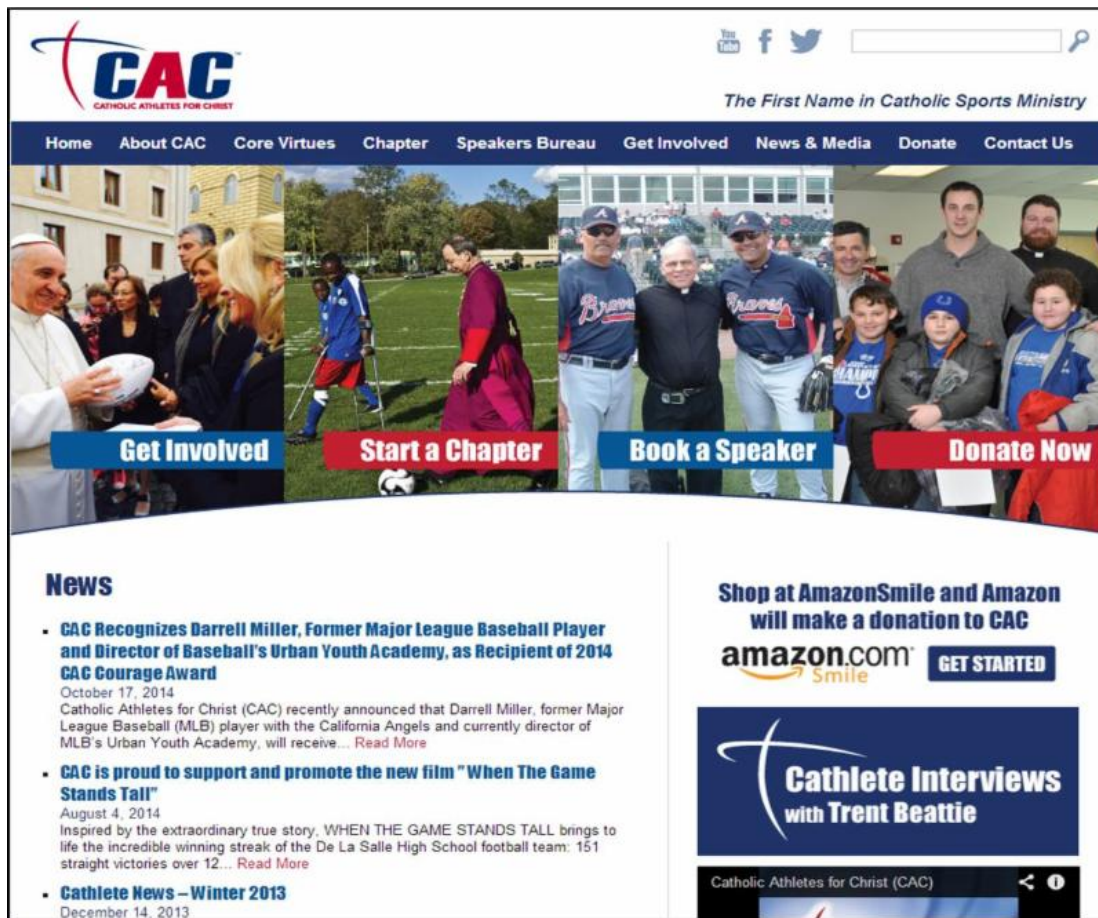 CAC
CATHOLIC ATHLETES FOR CHRIST
You
Tube
The First Name in Catholic Sports Ministry
Home About CAC Core Virtues Chapter Speakers Bureau Get Involved News & Media Donate Contact Us
Braves Braves
Get Involved Start a Chapter Book a Speaker Donate Now
News
CAC Recognizes Darrell Miller, Former Major League Baseball Player
and Director of Baseball's Urban Youth Academy, as Recipient of 2014
CAC Courage Award
October 17, 2014
Catholic Athletes for Christ (CAC) recently announced that Darrell Miller, former Major
League Baseball (MLB) player with the California Angels and currently director of
MLB's Urban Youth Academy, will receive... Read More
CAC is proud to support and promote the new film "When The Game
Stands Tall"
August 4, 2014
Inspired by the extraordinary true story, WHEN THE GAME STANDS TALL brings to
life the incredible winning streak of the De La Salle High School football team: 151
straight victories over 12... Read More
Cathlete News – Winter 2013
December 14, 2013
Shop at AmazonSmile and Amazon
will make a donation to CAC
amazon.com
Smile
GET STARTED
Cathlete Interviews
with Trent Beattie
Catholic Athletes for Christ (CAC)